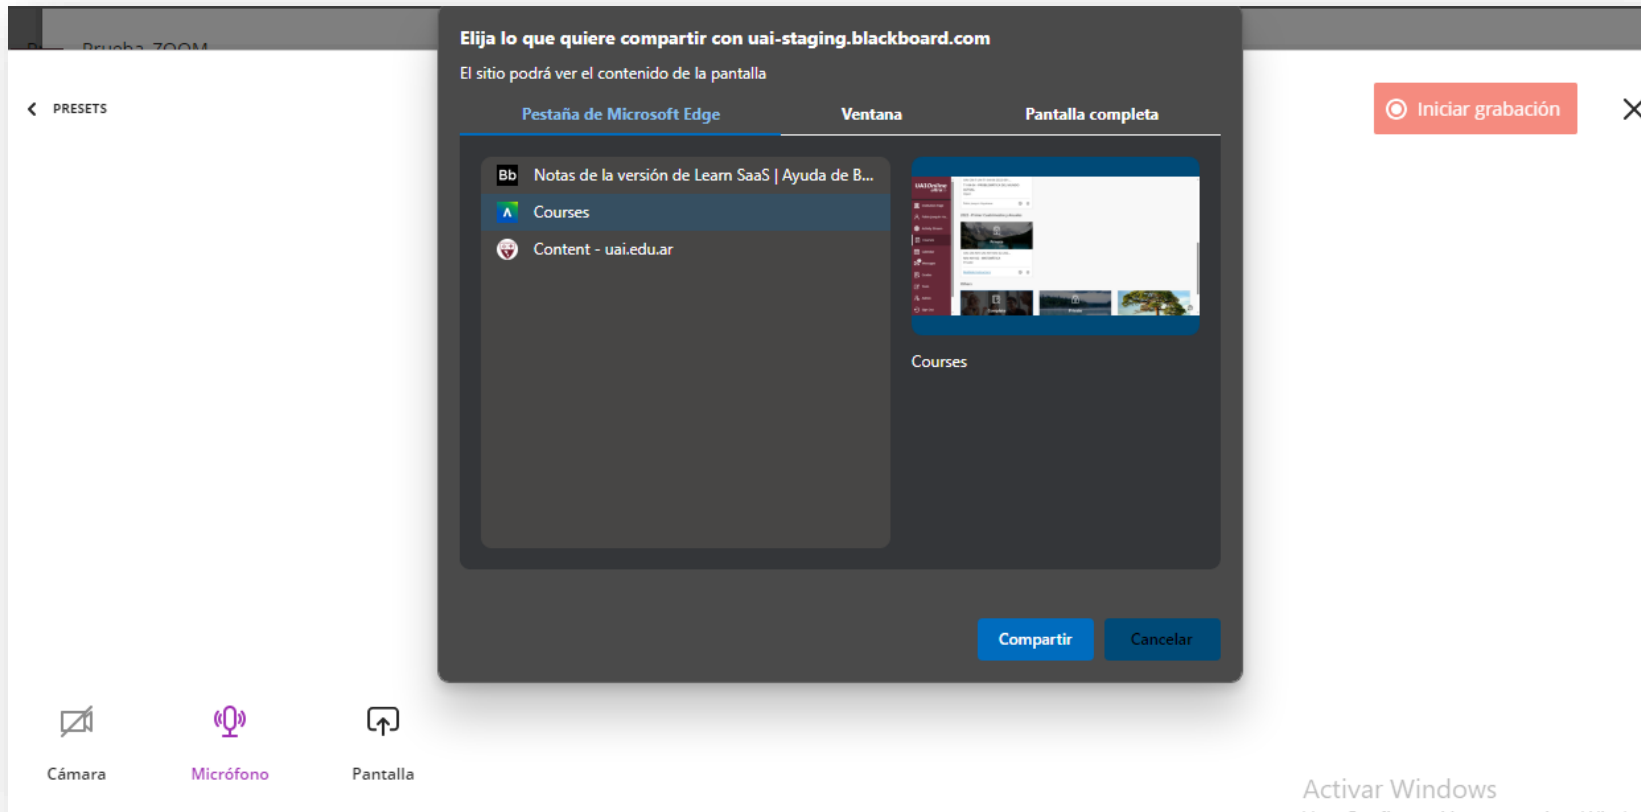 Prueba ZOOM
Elija lo que quiere compartir con uai-staging.blackboard.com
El sitio podrá ver el contenido de la pantalla
PRESETS
Pestaña de Microsoft Edge
Ventana
Pantalla completa
Iniciar grabación
Bb Notas de la versión de Learn SaaS | Ayuda de B...
Courses
Content - uai.edu.ar
UAIOnline
Courses
Compartir
Cancelar
Cámara
Micrófono
Pantalla
Activar Windows